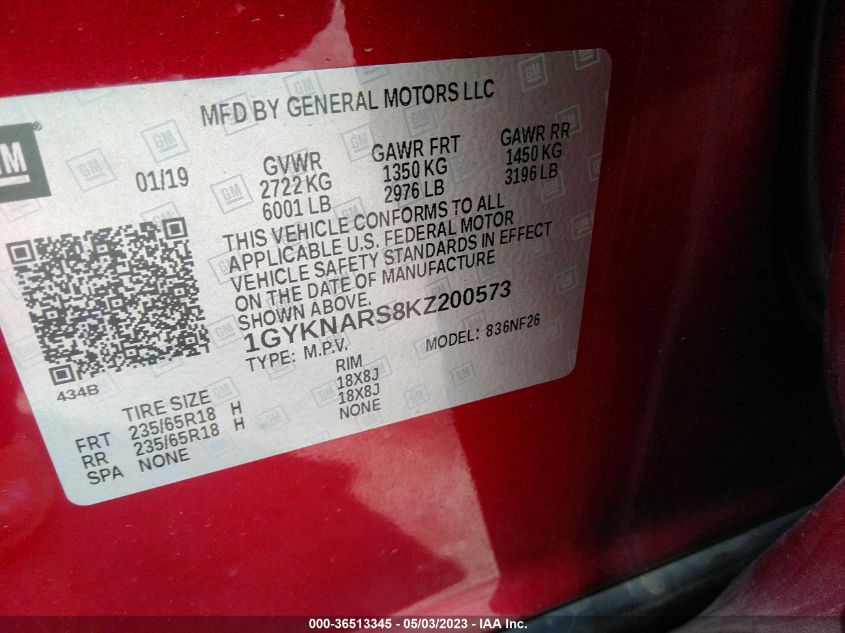 MFD BY GENERAL MOTORS LLC
GM
01/19
GVWR
2722 KG
6001 LB
GAWR FRT
1350 KG
2976 LB
GAWR RR
1450 KG
3196 LB
THIS VEHICLE CONFORMS TO ALL
APPLICABLE U.S. FEDERAL MOTOR
VEHICLE SAFETY STANDARDS IN EFFECT
ON THE DATE OF MANUFACTURE
SHOWN ABOVE.
1GYKNARS8KZ200573
TYPE: M.P.V.
MODEL: 836NF26
434B
TIRE SIZE
RIM
FRT 235/65R18 H 18X8J
RR 235/65R18 H 18X8J
SPA NONE NONE
000-36513345 - 05/03/2023 - IAA Inc.